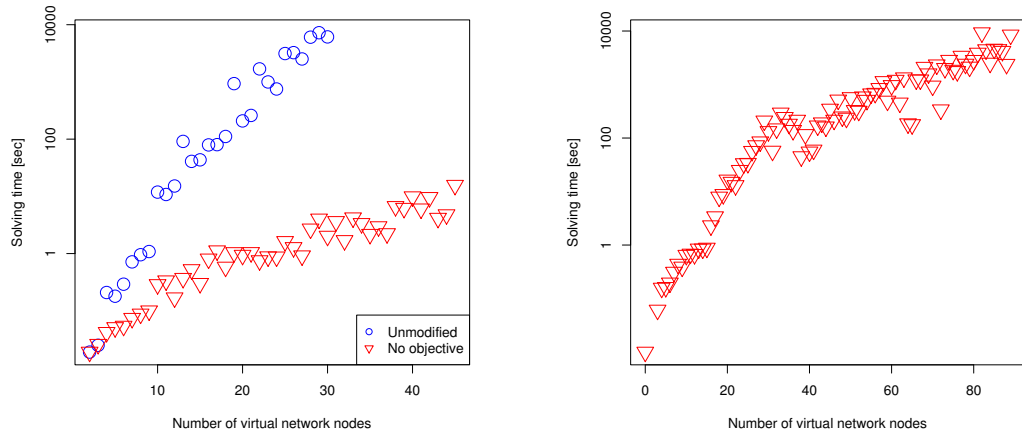 10000
100
1
Solving time [sec]
10
20
30
40
Number of virtual network nodes
Unmodified
No objective
10000
100
1
Solving time [sec]
0
20
40
60
80
Number of virtual network nodes